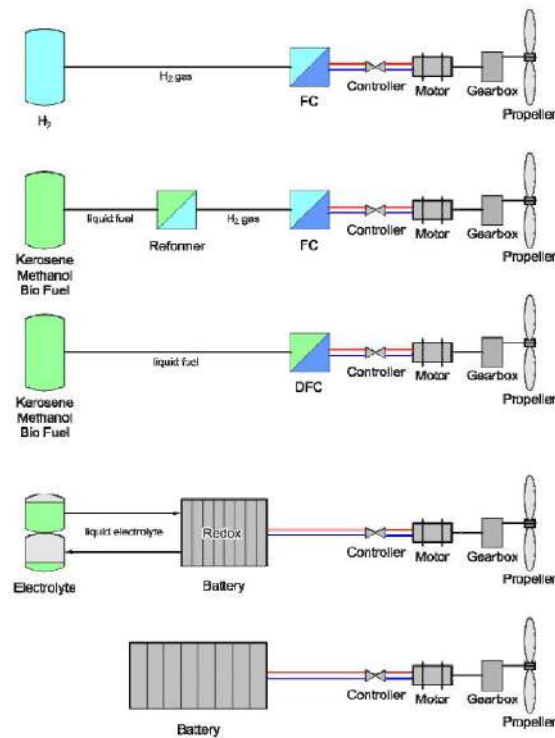 H2 gas
H2
FC
Controller
Motor
Gearbox
Propeller
liquid fuel
H2 gas
Kerosene
Methanol
Bio Fuel
Reformer
FC
Controller
Motor
Gearbox
Propeller
liquid fuel
Kerosene
Methanol
Bio Fuel
DFC
Controller
Motor
Gearbox
Propeller
liquid electrolyte
Redox
Electrolyte
Battery
Controller
Motor
Gearbox
Propeller
Battery
Controller
Motor
Gearbox
Propeller